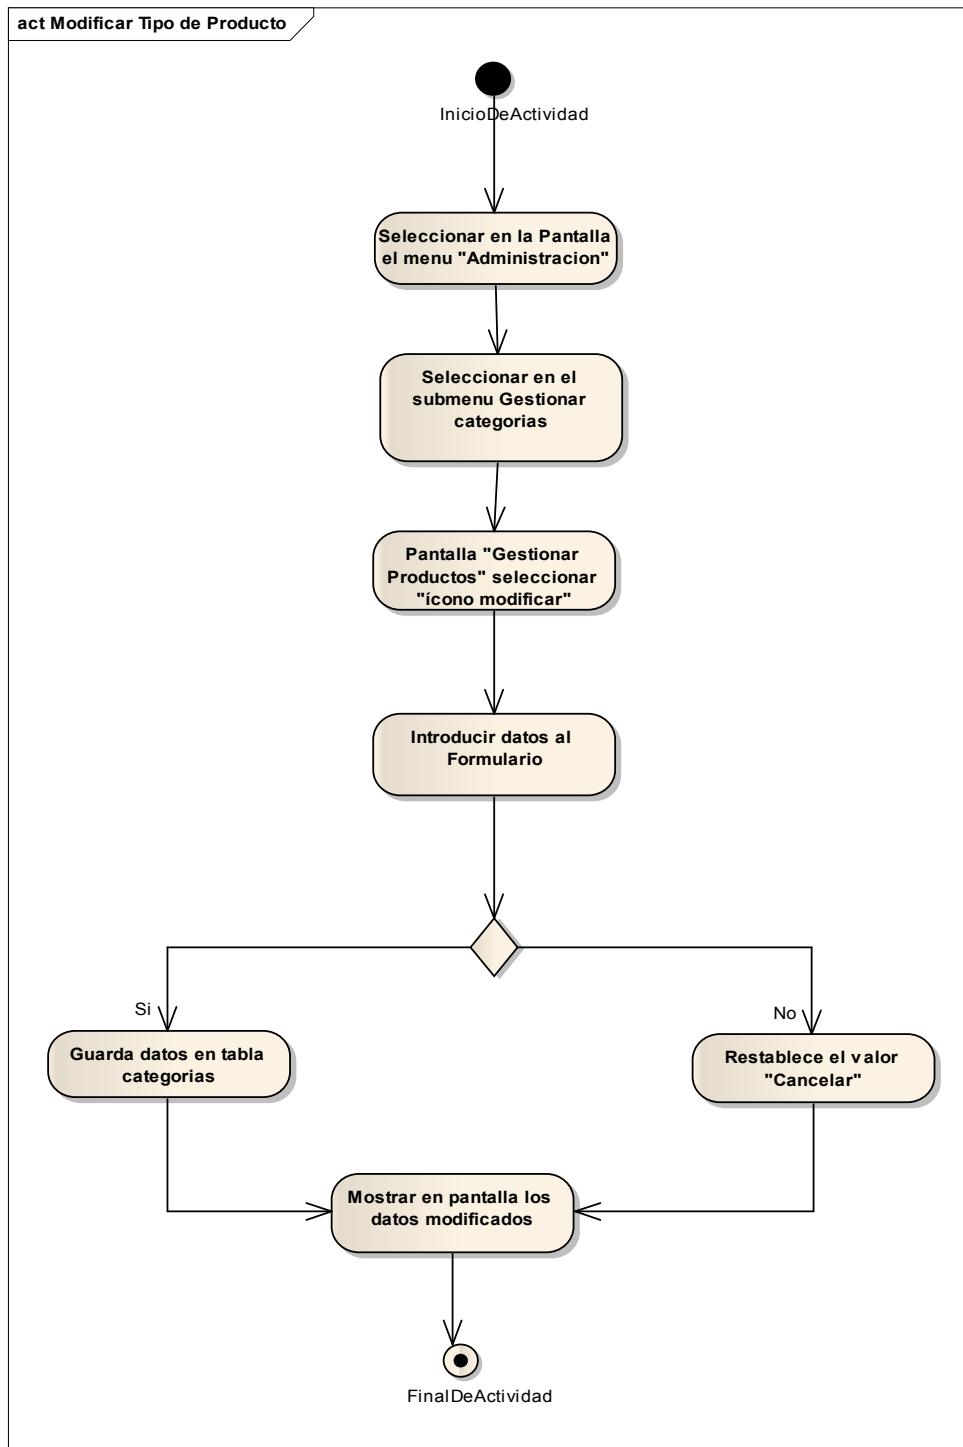 act Modificar Tipo de Producto
InicioDeActividad
Seleccionar en la Pantalla
el menu "Administracion"
Seleccionar en el
submenu Gestionar
categorias
Pantalla "Gestionar
Productos" seleccionar
"ícono modificar"
Introducir datos al
Formulario
Si
No
Guarda datos en tabla
categorias
Restablece el valor
"Cancelar"
Mostrar en pantalla los
datos modificados
FinalDeActividad